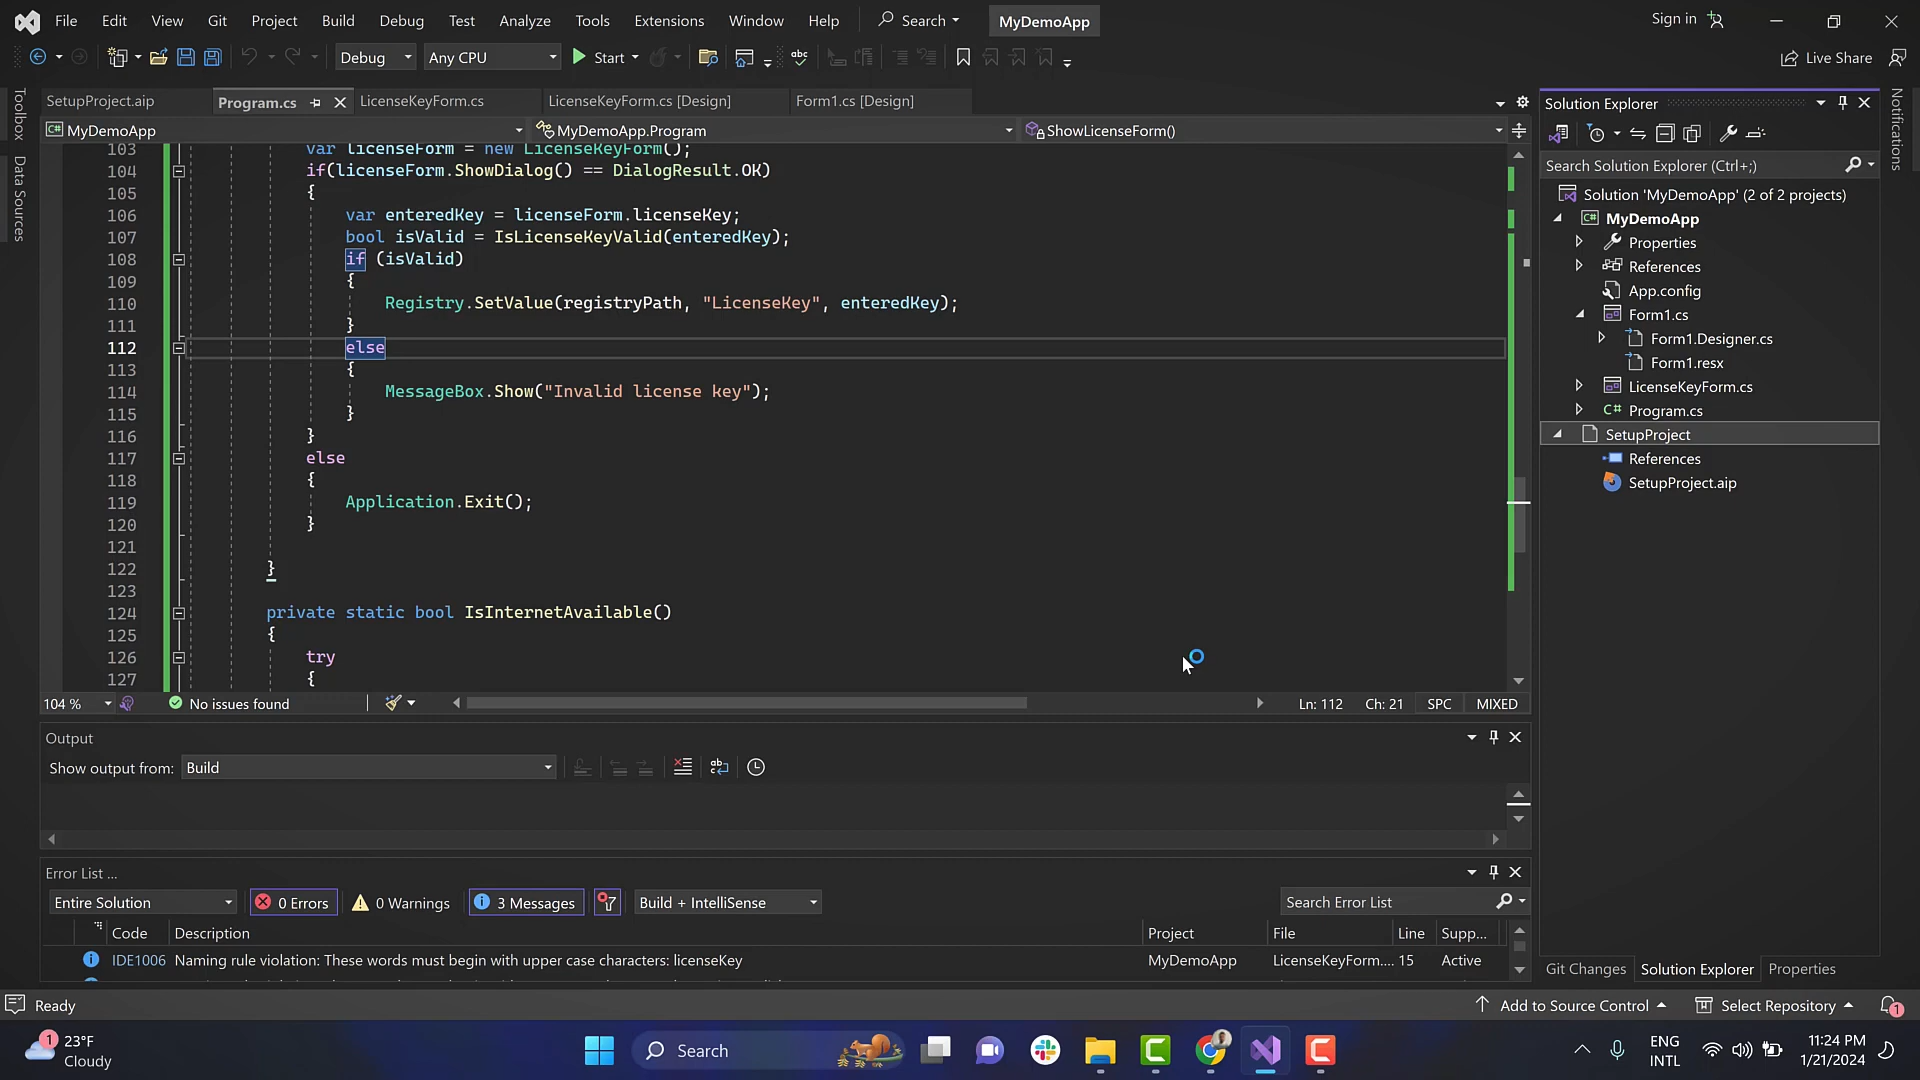 File Edit View Git Project Build Debug Test Analyze Tools Extensions Window Help Search MyDemoApp Sign in
Debug Any CPU Start Live Share
Toolbox
Data Sources
SetupProject.aip Program.cs LicenseKeyForm.cs LicenseKeyForm.cs [Design] Form1.cs [Design]
MyDemoApp MyDemoApp.Program ShowLicenseForm()
103 var licenseForm = new LicenseKeyForm();
104 if(licenseForm.ShowDialog() == DialogResult.OK)
105 {
106 var enteredKey = licenseForm.licenseKey;
107 bool isValid = IsLicenseKeyValid(enteredKey);
108 if (isValid)
109 {
110 Registry.SetValue(registryPath, "LicenseKey", enteredKey);
111 }
112 else
113 {
114 MessageBox.Show("Invalid license key");
115 }
116 }
117 else
118 {
119 Application.Exit();
120 }
121
122 }
123
124 private static bool IsInternetAvailable()
125 {
126 try
127 {
104 % No issues found Ln: 112 Ch: 21 SPC MIXED
Output
Show output from: Build
Error List ...
Entire Solution 0 Errors 0 Warnings 3 Messages Build + IntelliSense Search Error List
Code Description Project File Line Supp...
IDE1006 Naming rule violation: These words must begin with upper case characters: licenseKey MyDemoApp LicenseKeyForm.... 15 Active
Solution Explorer
Search Solution Explorer (Ctrl+;)
Solution 'MyDemoApp' (2 of 2 projects)
C# MyDemoApp
Properties
References
App.config
Form1.cs
Form1.Designer.cs
Form1.resx
LicenseKeyForm.cs
C# Program.cs
SetupProject
References
SetupProject.aip
Notifications
Git Changes Solution Explorer Properties
Ready Add to Source Control Select Repository 1
1 23°F
Cloudy
Search
ENG
INTL
11:24 PM
1/21/2024